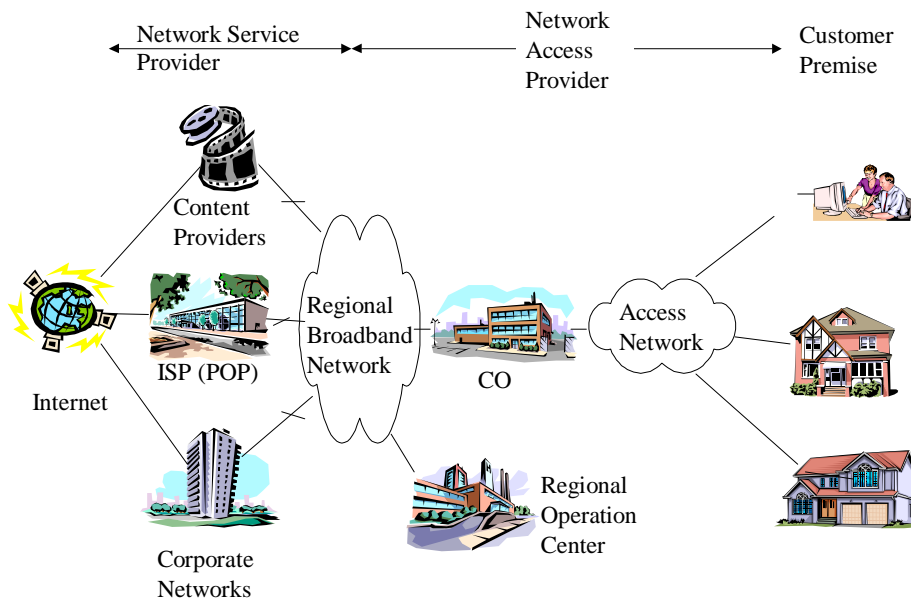 Network Service
Provider
Network
Access
Provider
Customer
Premise
Content
Providers
Regional
Broadband
Network
Access
Network
ISP (POP)
CO
Internet
Regional
Operation
Center
Corporate
Networks